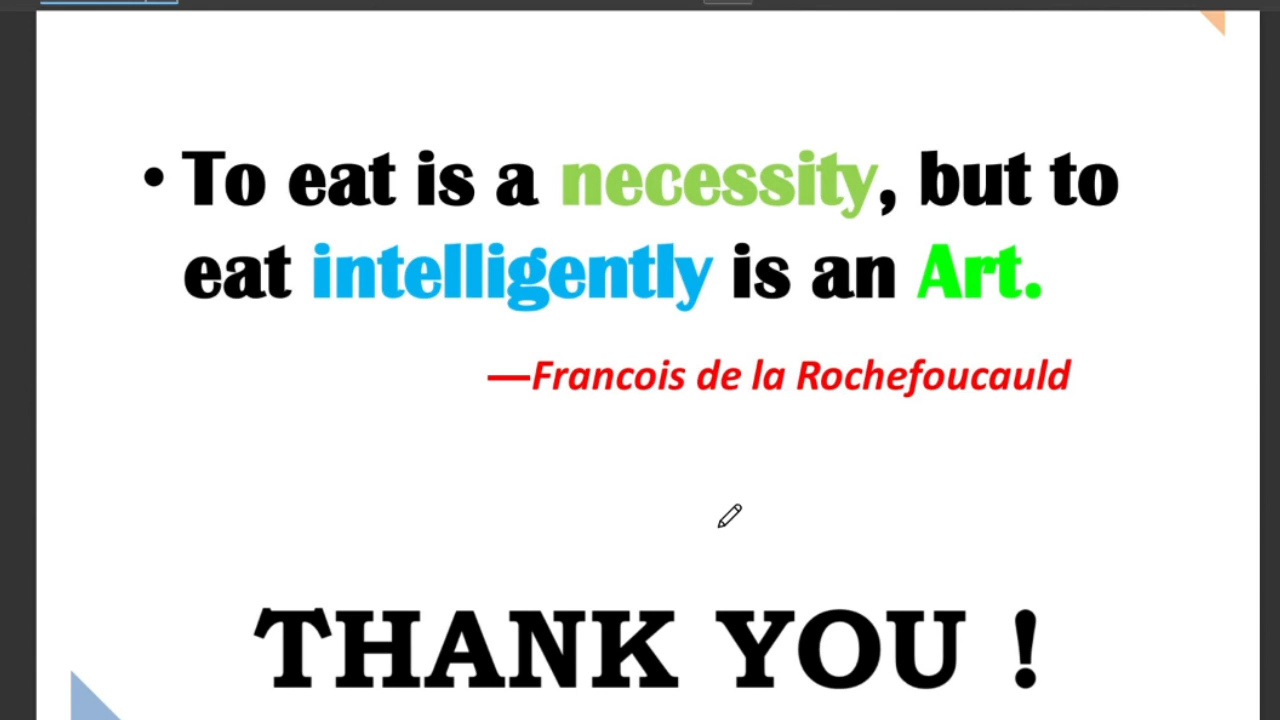 • To eat is a necessity, but to
eat intelligently is an Art.
—Francois de la Rochefoucauld
THANK YOU !